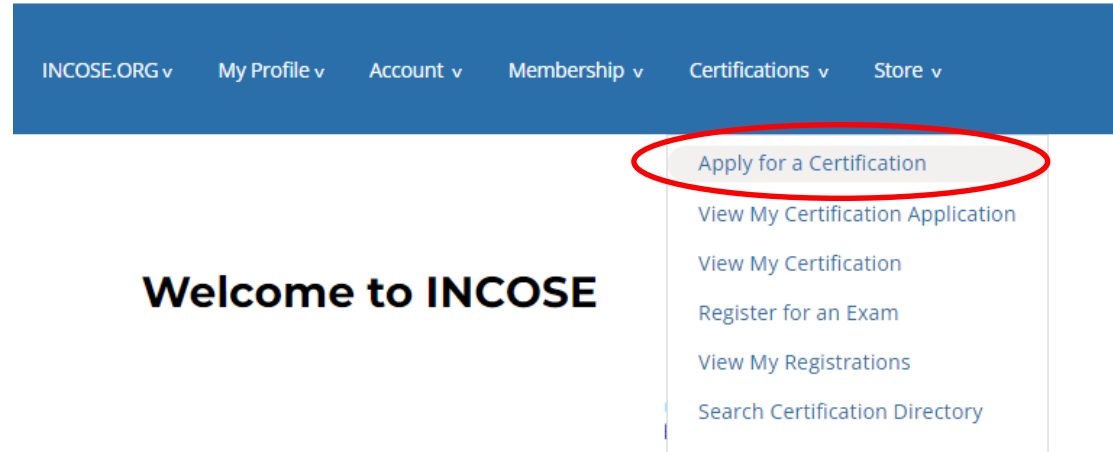 INCOSE.ORG v My Profile v Account v Membership v Certifications v Store v
Apply for a Certification
View My Certification Application
View My Certification
Welcome to INCOSE
Register for an Exam
View My Registrations
Search Certification Directory